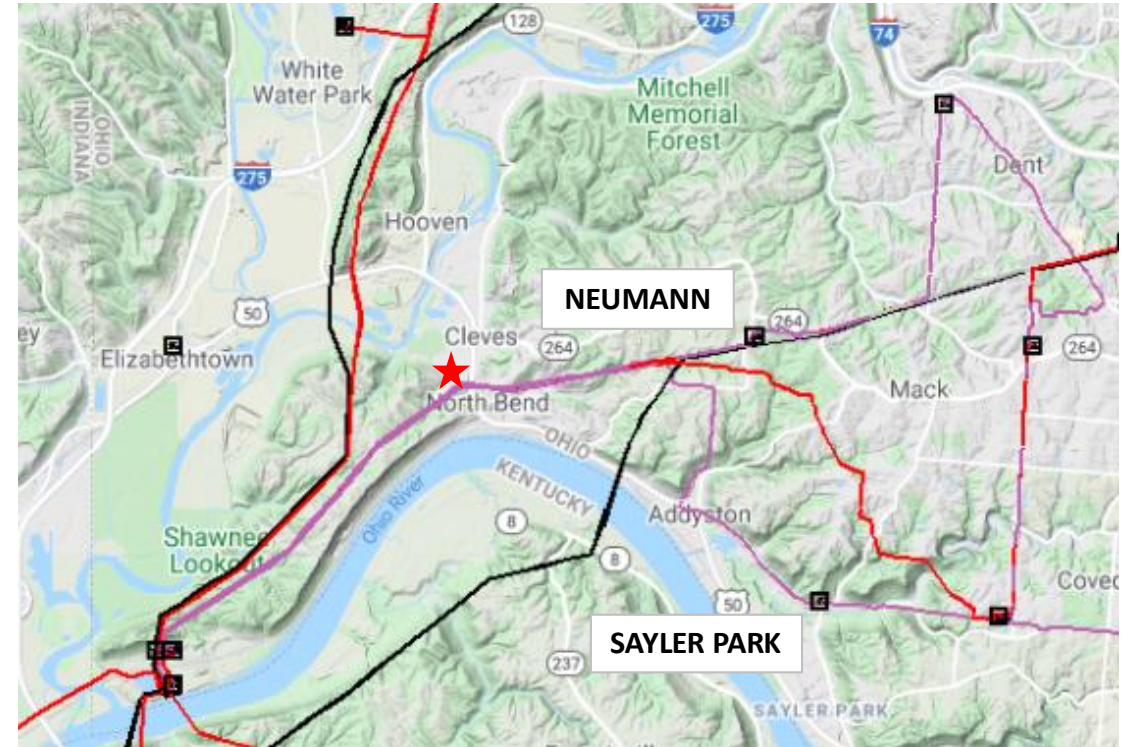 128
275
74
White
Water Park
Mitchell
Memorial
Forest
OHIO
INDIANA
Dent
275
Hooven
NEUMANN
50
264
Cleves
264
264
Elizabethtown
ey
Mack
North Bend
OHIO
KENTUCKY
Ohio River
8
Addyston
Shawnee
Lookout
8
Coved
50
SAYLER PARK
237
SAYLER PARK